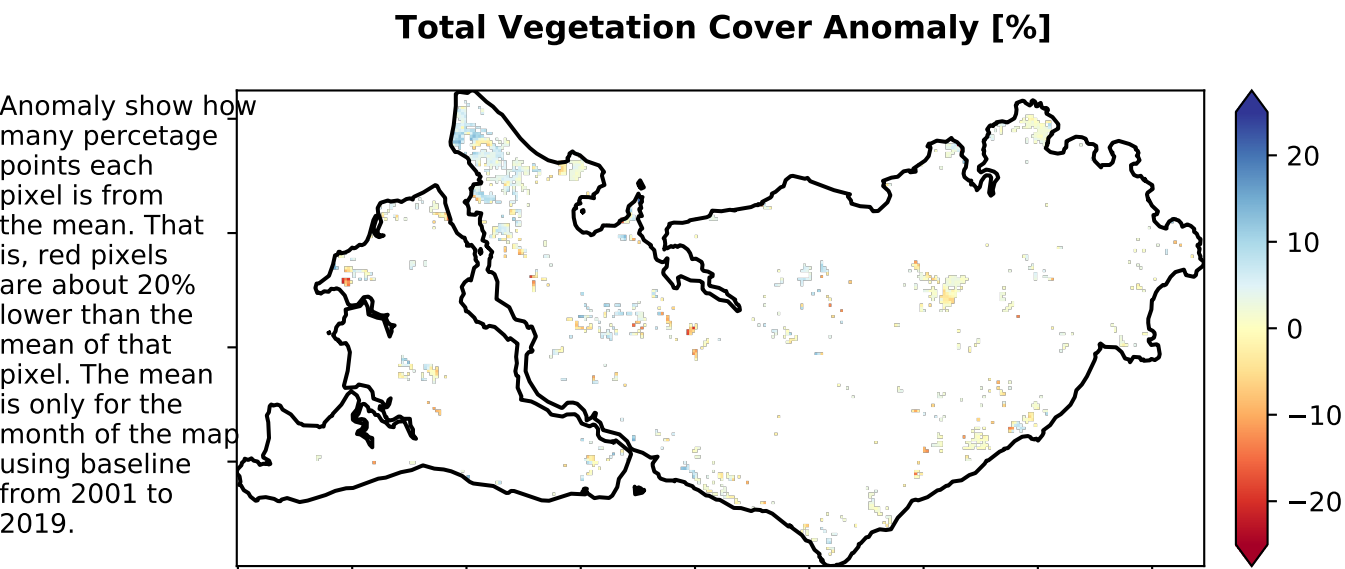 Total Vegetation Cover Anomaly [%]
Anomaly show how
many percetage
points each
pixel is from
the mean. That
is, red pixels
are about 20%
lower than the
mean of that
pixel. The mean
is only for the
month of the map
using baseline
from 2001 to
2019.
20
10
0
−10
−20